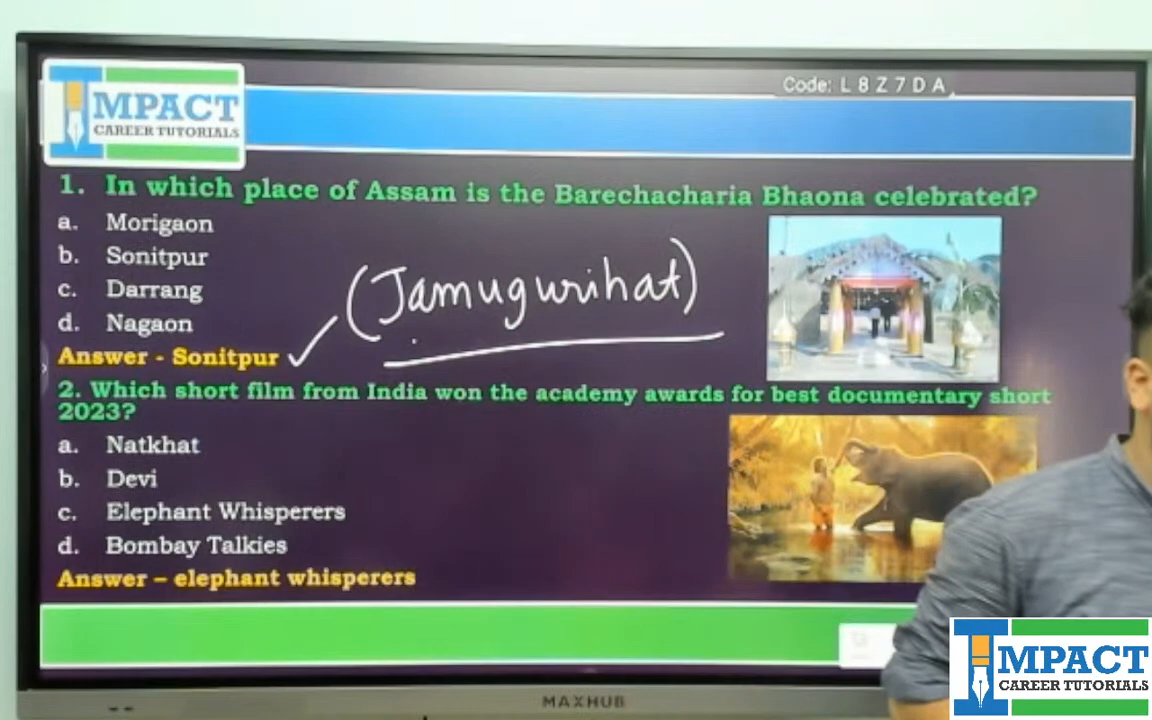 Code: L 8 Z 7 D A
IMPACT
CAREER TUTORIALS
1. In which place of Assam is the Barechacharia Bhaona celebrated?
a. Morigaon
b. Sonitpur
c. Darrang
d. Nagaon
(Jamugurihat)
Answer - Sonitpur
2. Which short film from India won the academy awards for best documentary short
2023?
a. Natkhat
b. Devi
c. Elephant Whisperers
d. Bombay Talkies
Answer – elephant whisperers
MAXHUB
IMPACT
CAREER TUTORIALS